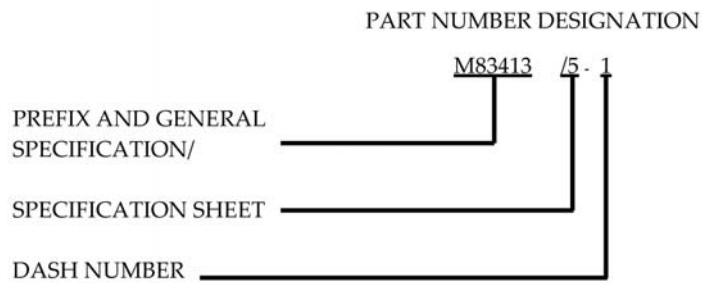 PART NUMBER DESIGNATION
M83413 /5 - 1
PREFIX AND GENERAL
SPECIFICATION/
SPECIFICATION SHEET
DASH NUMBER